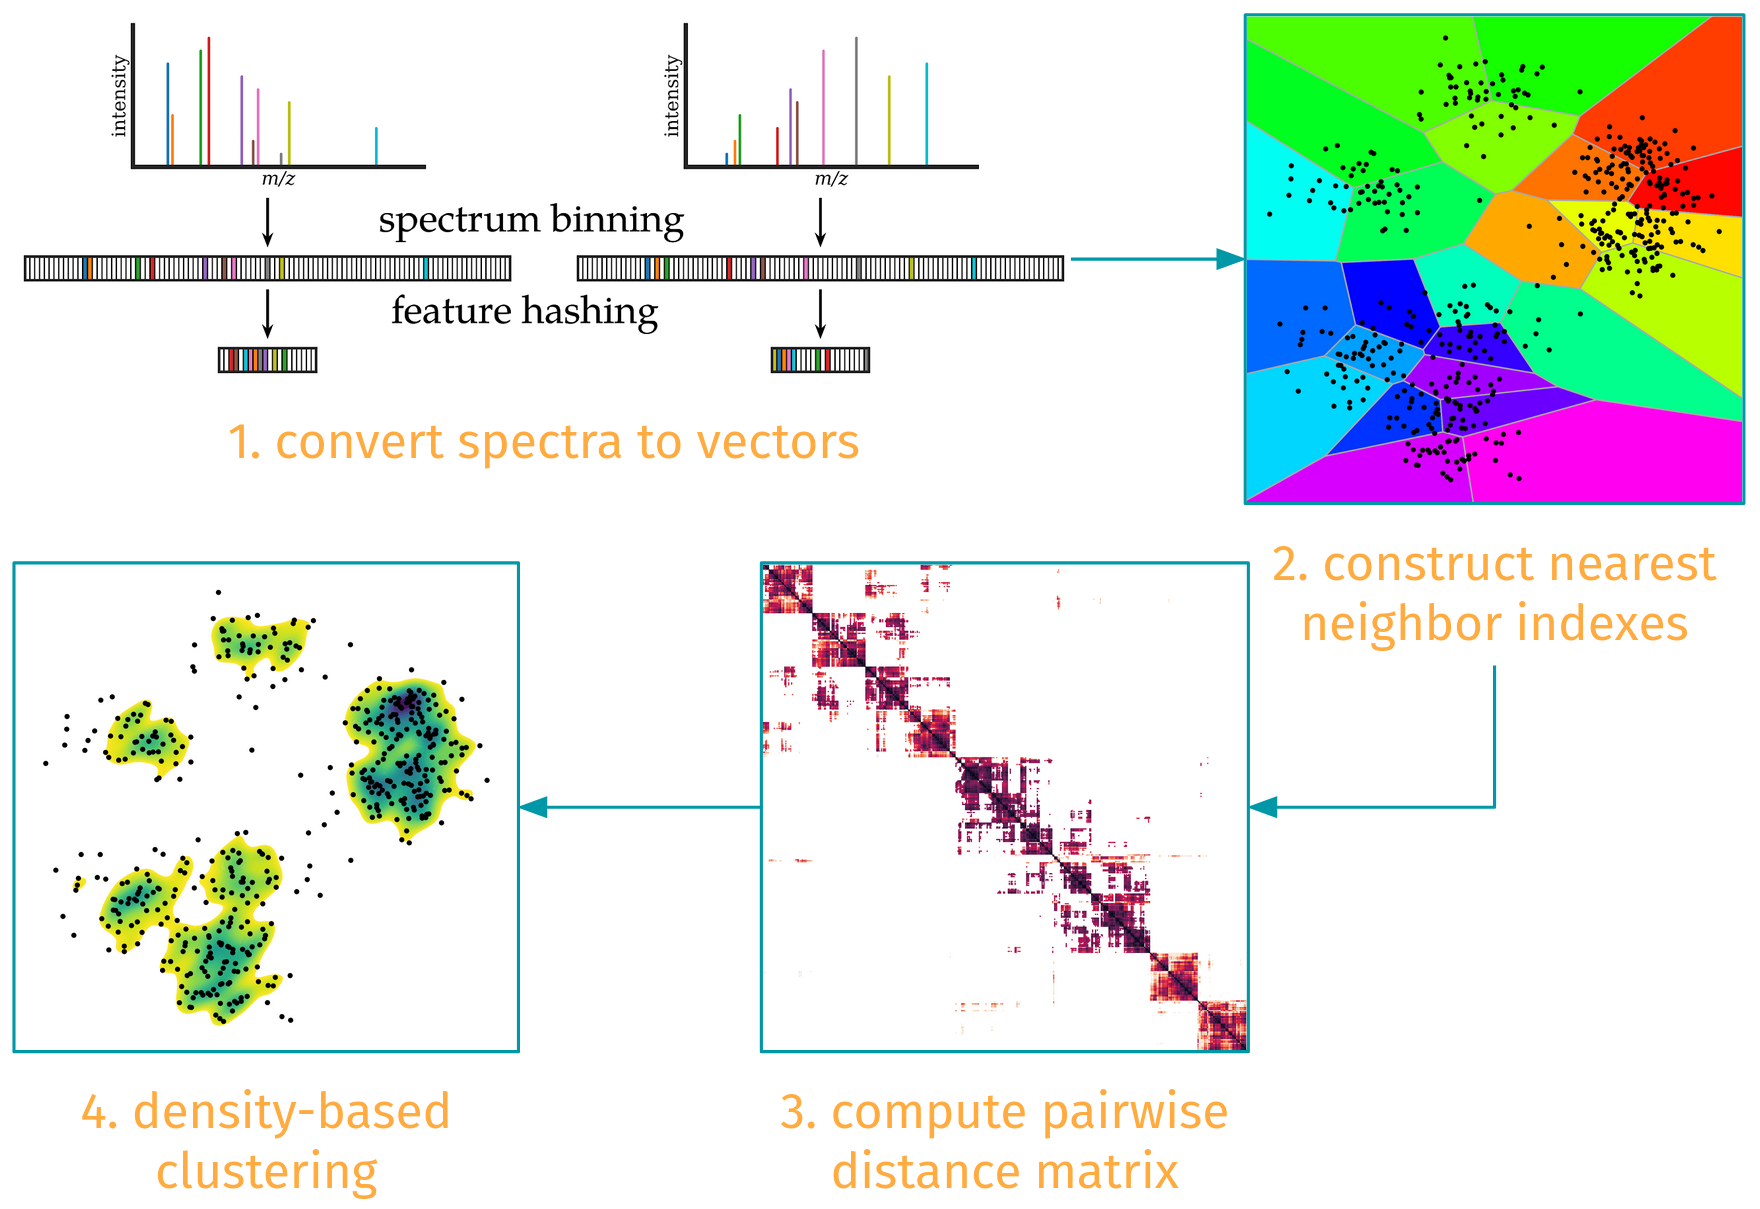 intensity
m/z
intensity
m/z
spectrum binning
feature hashing
1. convert spectra to vectors
2. construct nearest
neighbor indexes
3. compute pairwise
distance matrix
4. density-based
clustering